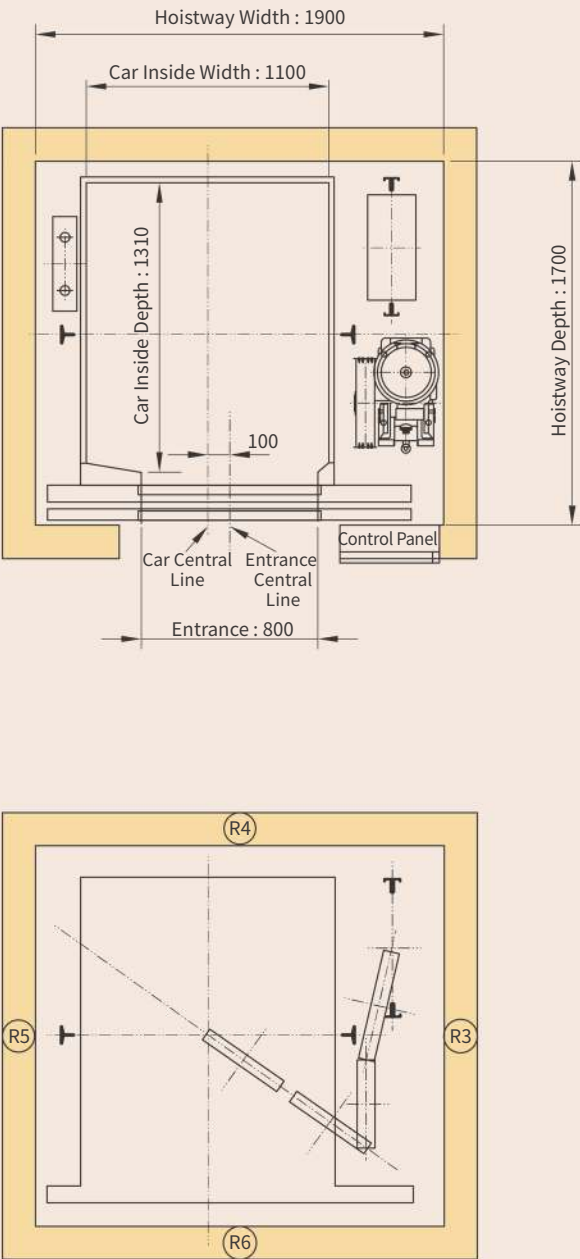 Hoistway Width : 1900
Car Inside Width : 1100
Car Inside Depth : 1310
Hoistway Depth : 1700
100
Control Panel
Car Central
Line
Entrance
Central
Line
Entrance : 800
R4
R5
R3
R6